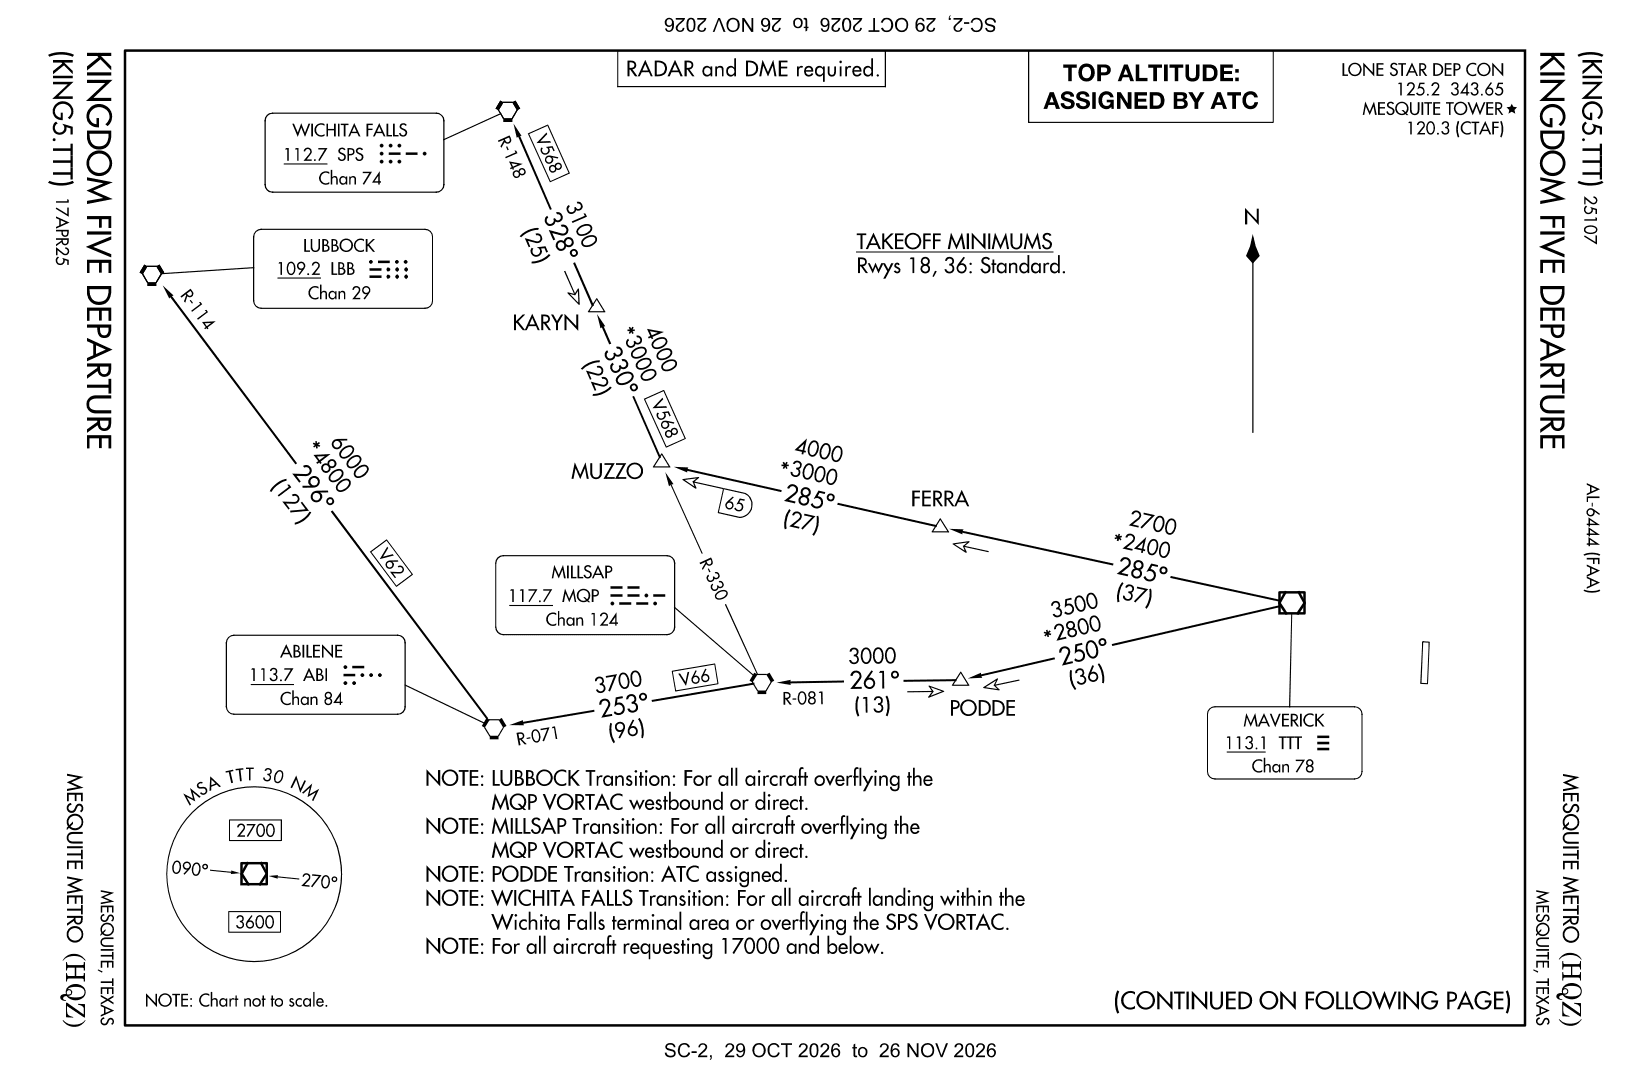 SC-2, 29 OCT 2026 to 26 NOV 2026
(KING5.TTT) 17APR25
KINGDOM FIVE DEPARTURE
MESQUITE METRO (HQZ)
MESQUITE, TEXAS
(KING5.TTT) 25107
KINGDOM FIVE DEPARTURE
AL-6444 (FAA)
MESQUITE METRO (HQZ)
MESQUITE, TEXAS
RADAR and DME required.
TOP ALTITUDE:
ASSIGNED BY ATC
LONE STAR DEP CON
125.2 343.65
MESQUITE TOWER ★
120.3 (CTAF)
WICHITA FALLS
112.7 SPS
Chan 74
R-148
V568
3100
328°
(25)
LUBBOCK
109.2 LBB
Chan 29
R-114
KARYN
4000
*3000
330°
(22)
V568
TAKEOFF MINIMUMS
Rwys 18, 36: Standard.
N
6000
*4800
296°
(127)
V62
MUZZO
65
4000
*3000
285°
(27)
FERRA
2700
*2400
285°
(37)
R-330
MILLSAP
117.7 MQP
Chan 124
3500
*2800
250°
(36)
ABILENE
113.7 ABI
Chan 84
R-071
3700
253°
(96)
V66
R-081
3000
261°
(13)
PODDE
MAVERICK
113.1 TTT
Chan 78
MSA TTT 30 NM
2700
090°
270°
3600
NOTE: LUBBOCK Transition: For all aircraft overflying the
MQP VORTAC westbound or direct.
NOTE: MILLSAP Transition: For all aircraft overflying the
MQP VORTAC westbound or direct.
NOTE: PODDE Transition: ATC assigned.
NOTE: WICHITA FALLS Transition: For all aircraft landing within the
Wichita Falls terminal area or overflying the SPS VORTAC.
NOTE: For all aircraft requesting 17000 and below.
NOTE: Chart not to scale.
(CONTINUED ON FOLLOWING PAGE)
SC-2, 29 OCT 2026 to 26 NOV 2026